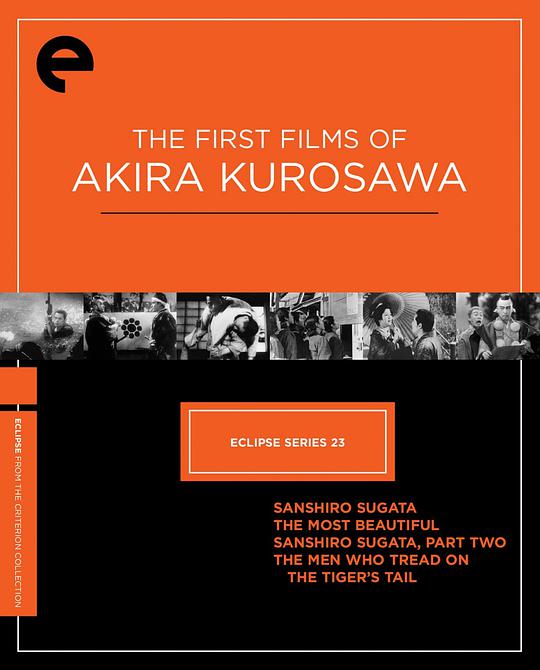 e
THE FIRST FILMS OF
AKIRA KUROSAWA
ECLIPSE SERIES 23
ECLIPSE FROM THE CRITERION COLLECTION
SANSHIRO SUGATA
THE MOST BEAUTIFUL
SANSHIRO SUGATA, PART TWO
THE MEN WHO TREAD ON
THE TIGER'S TAIL